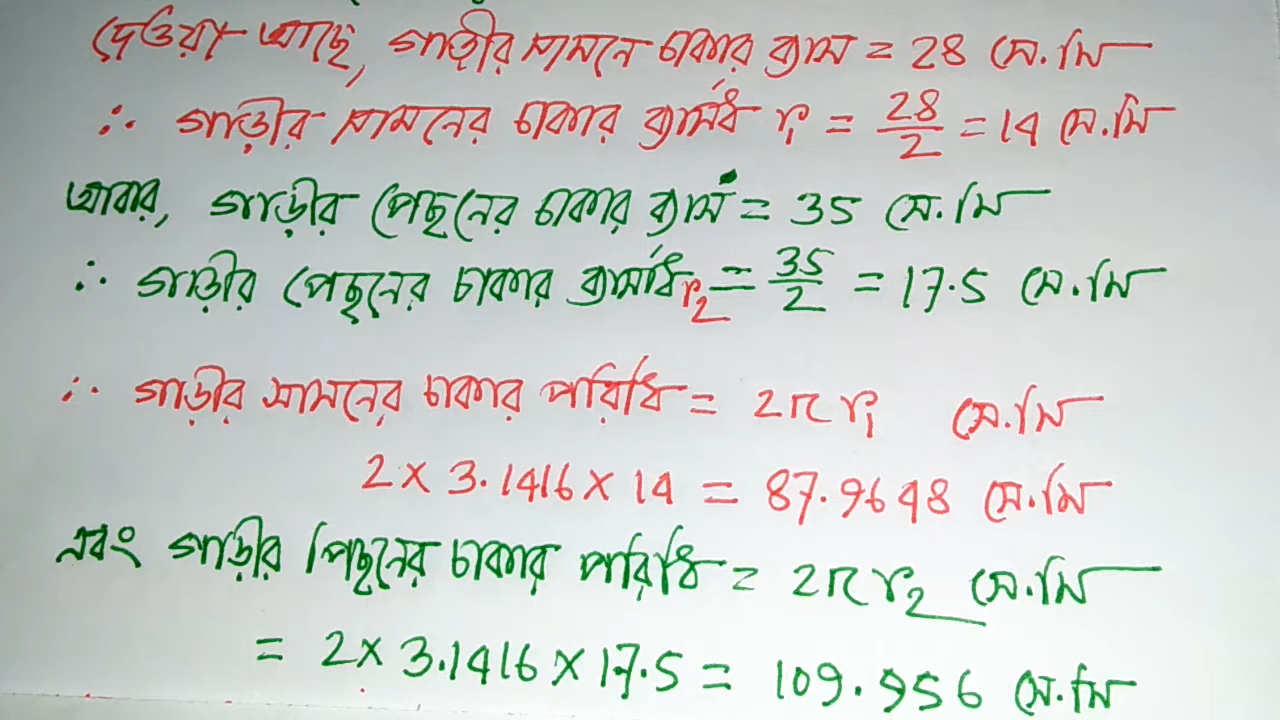 দেওয়া আছে, গাড়ীর সামনে চাকার ব্যাস = 28 সে.মি
∴ গাড়ীর সামনের চাকার ব্যাসার্ধ r₁ = 28/2 = 14 সে.মি
আবার, গাড়ীর পেছনের চাকার ব্যাস = 35 সে.মি
∴ গাড়ীর পেছনের চাকার ব্যাসার্ধ r₂ = 35/2 = 17.5 সে.মি
∴ গাড়ীর সামনের চাকার পরিধি = 2πr₁ সে.মি
2 × 3.1416 × 14 = 87.9648 সে.মি
এবং গাড়ীর পিছনের চাকার পরিধি = 2πr₂ সে.মি
= 2 × 3.1416 × 17.5 = 109.956 সে.মি